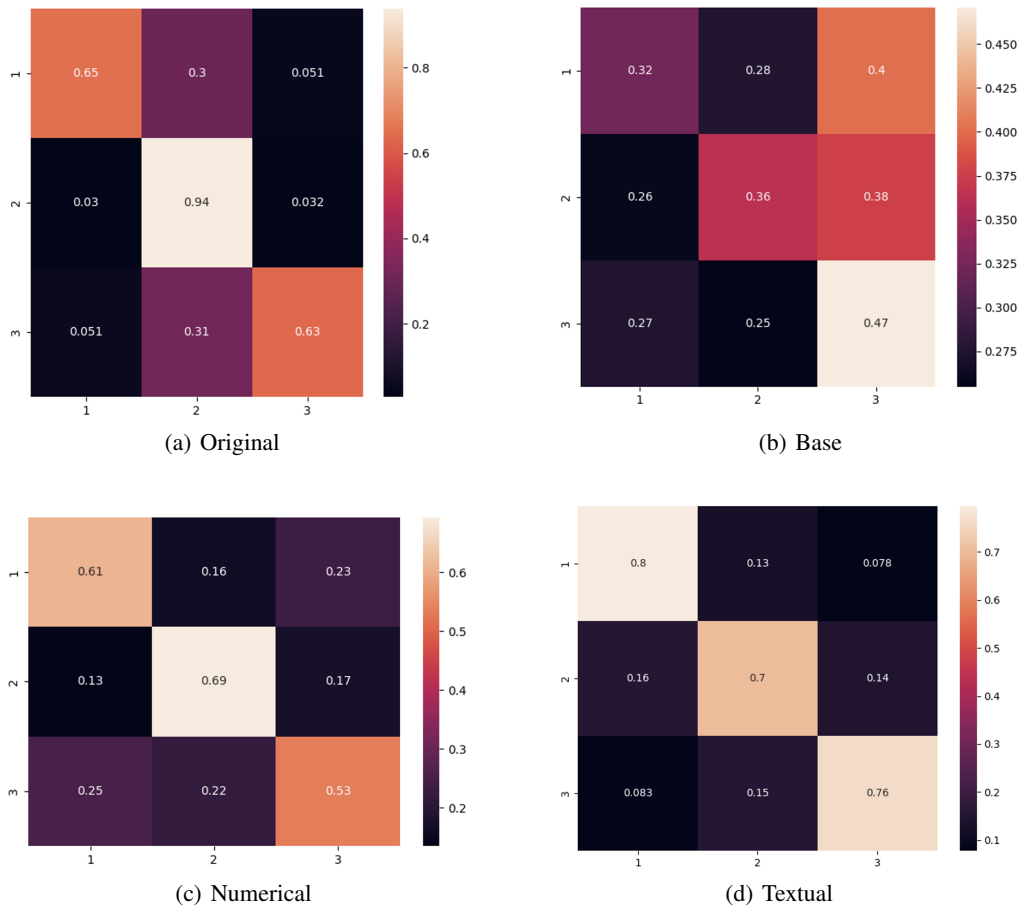 1 0.65 0.3 0.051 0.8
0.6
2 0.03 0.94 0.032
0.4
3 0.051 0.31 0.63 0.2
1 2 3
(a) Original
0.450
1 0.32 0.28 0.4 0.425
0.400
0.375
2 0.26 0.36 0.38 0.350
0.325
0.300
3 0.27 0.25 0.47 0.275
1 2 3
(b) Base
1 0.61 0.16 0.23 0.6
0.5
2 0.13 0.69 0.17 0.4
0.3
3 0.25 0.22 0.53 0.2
1 2 3
(c) Numerical
0.7
1 0.8 0.13 0.078 0.6
0.5
2 0.16 0.7 0.14 0.4
0.3
0.2
3 0.083 0.15 0.76 0.1
1 2 3
(d) Textual